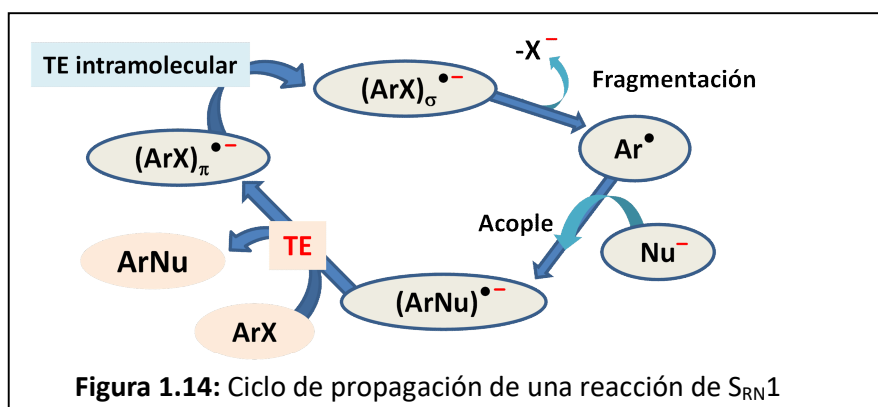 TE intramolecular
-X⁻
(ArX)σ•⁻
Fragmentación
(ArX)π•⁻
Ar•
Acople
TE
Nu⁻
ArNu
(ArNu)•⁻
ArX
Figura 1.14: Ciclo de propagación de una reacción de SRN1